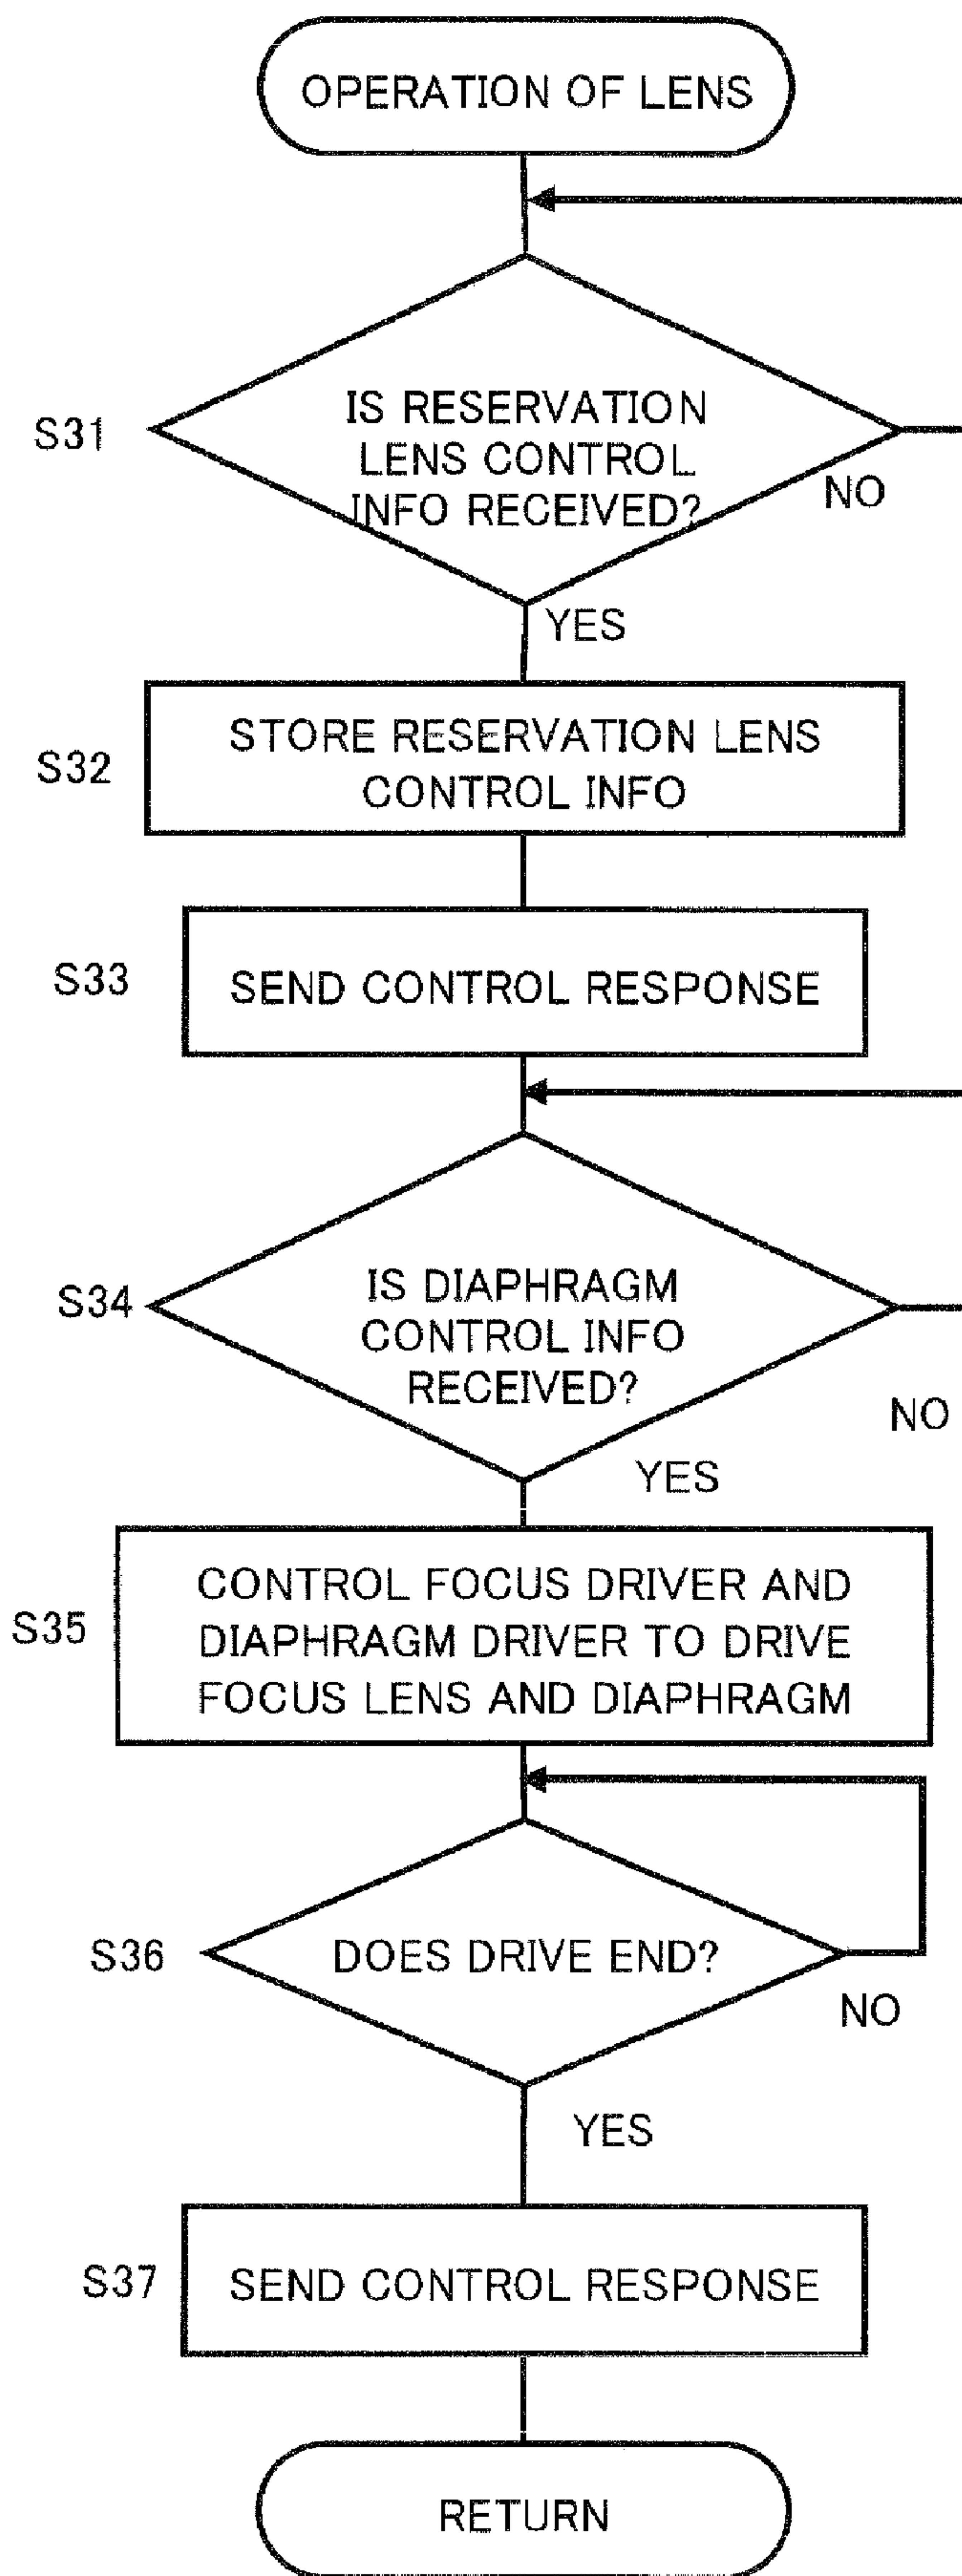 OPERATION OF LENS
S31
IS RESERVATION
LENS CONTROL
INFO RECEIVED?
NO
YES
S32
STORE RESERVATION LENS
CONTROL INFO
S33
SEND CONTROL RESPONSE
S34
IS DIAPHRAGM
CONTROL INFO
RECEIVED?
NO
YES
S35
CONTROL FOCUS DRIVER AND
DIAPHRAGM DRIVER TO DRIVE
FOCUS LENS AND DIAPHRAGM
S36
DOES DRIVE END?
NO
YES
S37
SEND CONTROL RESPONSE
RETURN